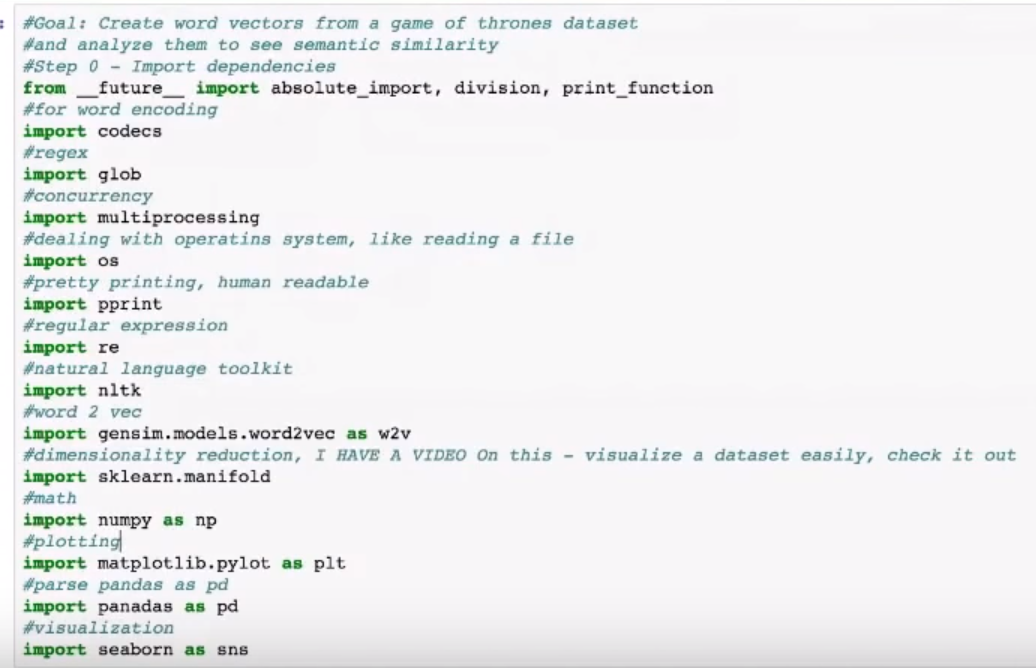 :
#Goal: Create word vectors from a game of thrones dataset
#and analyze them to see semantic similarity
#Step 0 - Import dependencies
from __future__ import absolute_import, division, print_function
#for word encoding
import codecs
#regex
import glob
#concurrency
import multiprocessing
#dealing with operatins system, like reading a file
import os
#pretty printing, human readable
import pprint
#regular expression
import re
#natural language toolkit
import nltk
#word 2 vec
import gensim.models.word2vec as w2v
#dimensionality reduction, I HAVE A VIDEO On this - visualize a dataset easily, check it out
import sklearn.manifold
#math
import numpy as np
#plotting
import matplotlib.pylot as plt
#parse pandas as pd
import panadas as pd
#visualization
import seaborn as sns